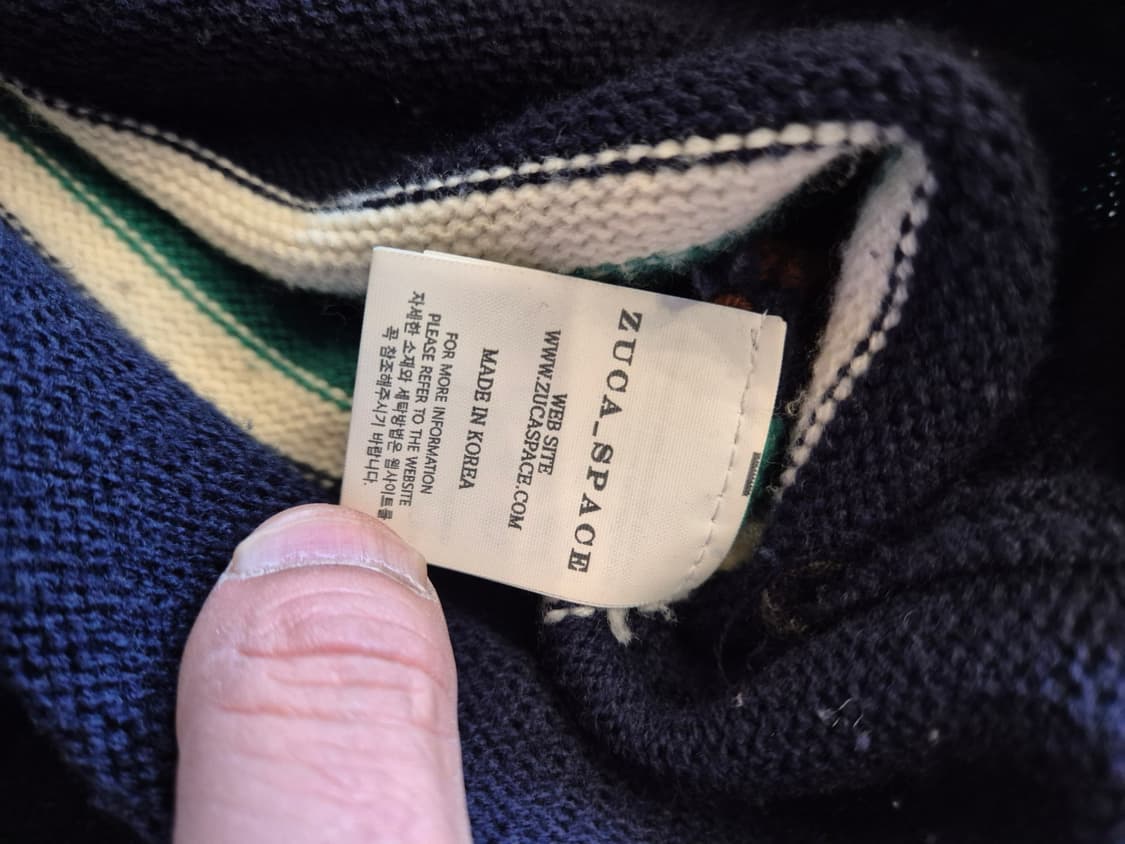 ZUCA_SPACE
WEB SITE
WWW.ZUCASPACE.COM
MADE IN KOREA
FOR MORE INFORMATION
PLEASE REFER TO THE WEBSITE
자세한 소재와 세탁방법은 웹사이트를
꼭 참조해주시기 바랍니다.